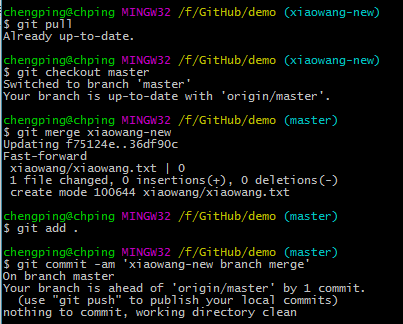 chengping@chping MINGW32 /f/GitHub/demo (xiaowang-new)
$ git pull
Already up-to-date.
chengping@chping MINGW32 /f/GitHub/demo (xiaowang-new)
$ git checkout master
Switched to branch 'master'
Your branch is up-to-date with 'origin/master'.
chengping@chping MINGW32 /f/GitHub/demo (master)
$ git merge xiaowang-new
Updating f75124e..36df90c
Fast-forward
 xiaowang/xiaowang.txt | 0
 1 file changed, 0 insertions(+), 0 deletions(-)
 create mode 100644 xiaowang/xiaowang.txt
chengping@chping MINGW32 /f/GitHub/demo (master)
$ git add .
chengping@chping MINGW32 /f/GitHub/demo (master)
$ git commit -am 'xiaowang-new branch merge'
On branch master
Your branch is ahead of 'origin/master' by 1 commit.
  (use "git push" to publish your local commits)
nothing to commit, working directory clean